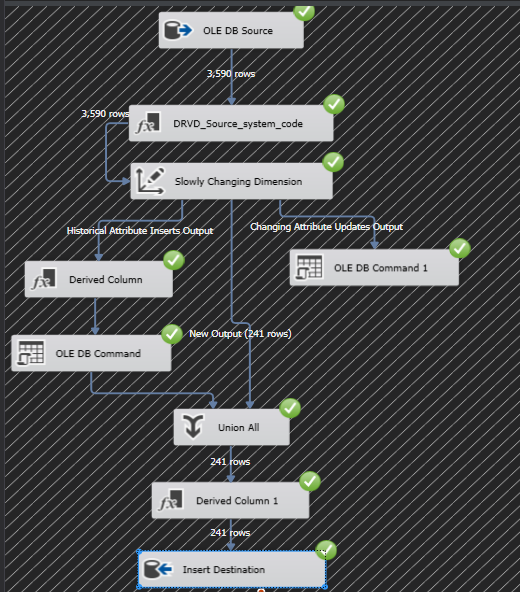 OLE DB Source
3,590 rows
3,590 rows
DRVD_Source_system_code
Slowly Changing Dimension
Historical Attribute Inserts Output
Changing Attribute Updates Output
Derived Column
OLE DB Command 1
New Output (241 rows)
OLE DB Command
Union All
241 rows
Derived Column 1
241 rows
Insert Destination